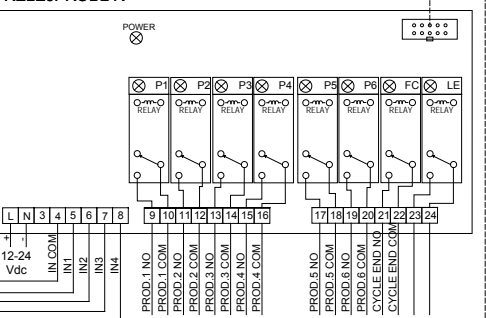 POWER
P1 P2 P3 P4 P5 P6 FC LE
RELAY RELAY RELAY RELAY RELAY RELAY RELAY RELAY
L N 3 4 5 6 7 8 9 10 11 12 13 14 15 16 17 18 19 20 21 22 23 24
+ -
12-24
Vdc
IN COM
IN1
IN2
IN3
IN4
PROD.1 NO
PROD.1 COM
PROD.2 NO
PROD.2 COM
PROD.3 NO
PROD.3 COM
PROD.4 NO
PROD.4 COM
PROD.5 NO
PROD.5 COM
PROD.6 NO
PROD.6 COM
CYCLE END NO
CYCLE END COM